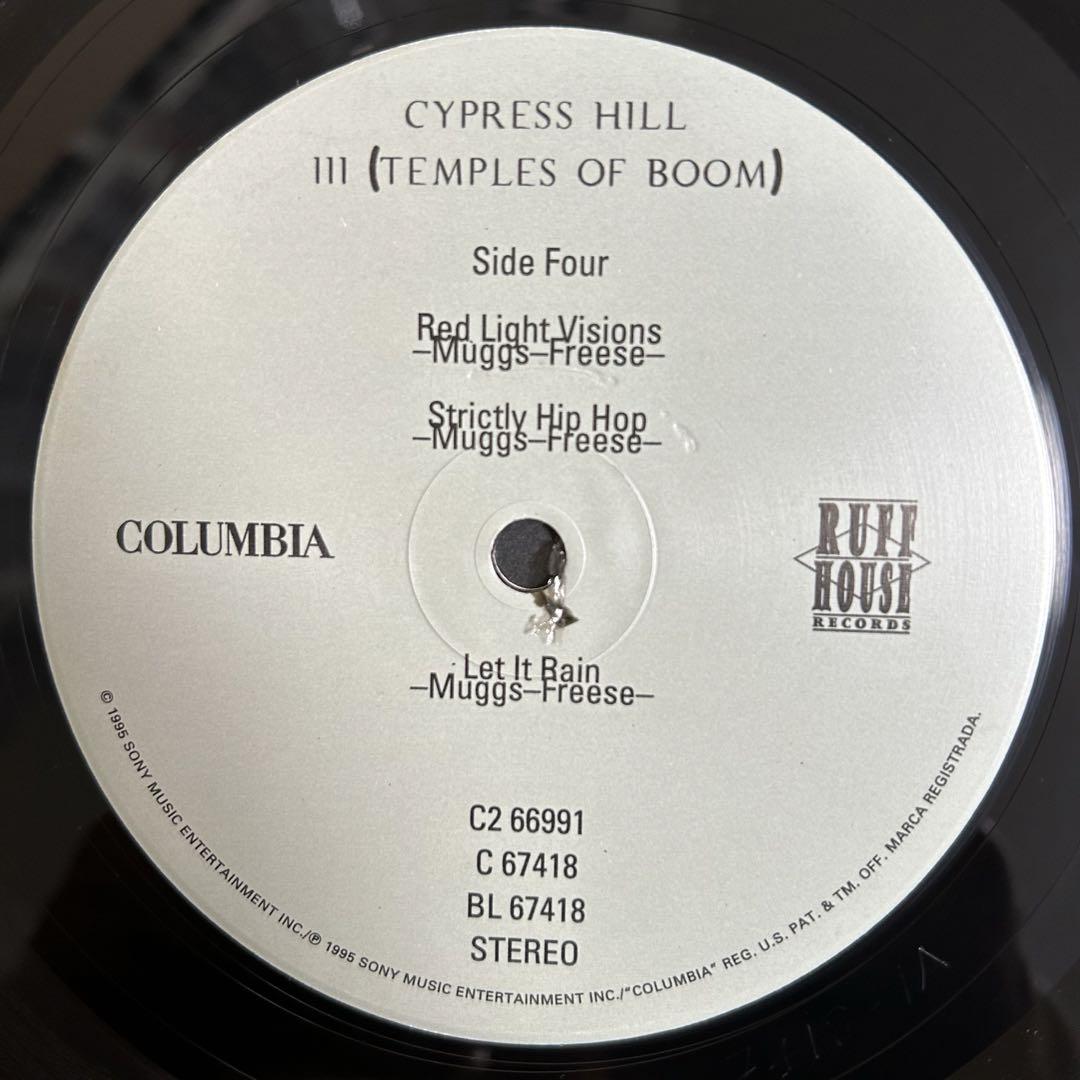 CYPRESS HILL
III (TEMPLES OF BOOM)
Side Four
Red Light Visions
–Muggs–Freese–
Strictly Hip Hop
–Muggs–Freese–
COLUMBIA
RUFF
HOUSE
RECORDS
Let It Rain
–Muggs–Freese–
C2 66991
C 67418
BL 67418
STEREO
© 1995 SONY MUSIC ENTERTAINMENT INC./℗ 1995 SONY MUSIC ENTERTAINMENT INC./"COLUMBIA" REG. U.S. PAT. & TM. OFF. MARCA REGISTRADA.